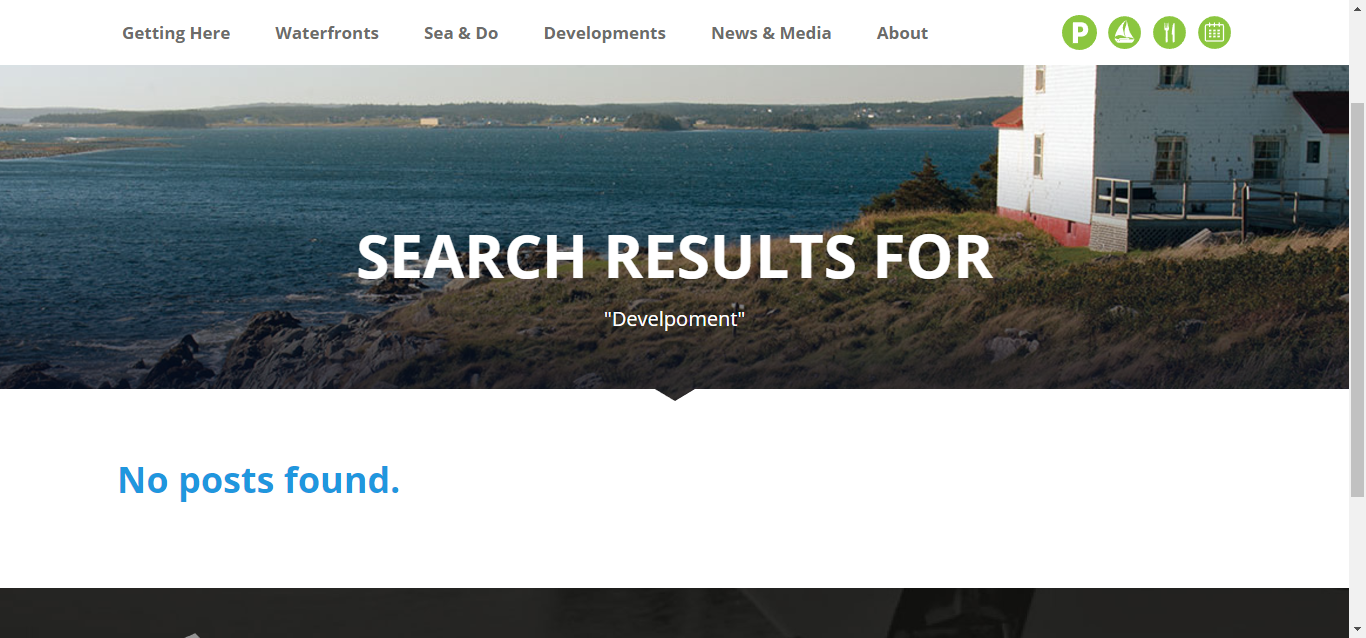 Getting Here Waterfronts Sea & Do Developments News & Media About P
SEARCH RESULTS FOR
"Develpoment"
No posts found.